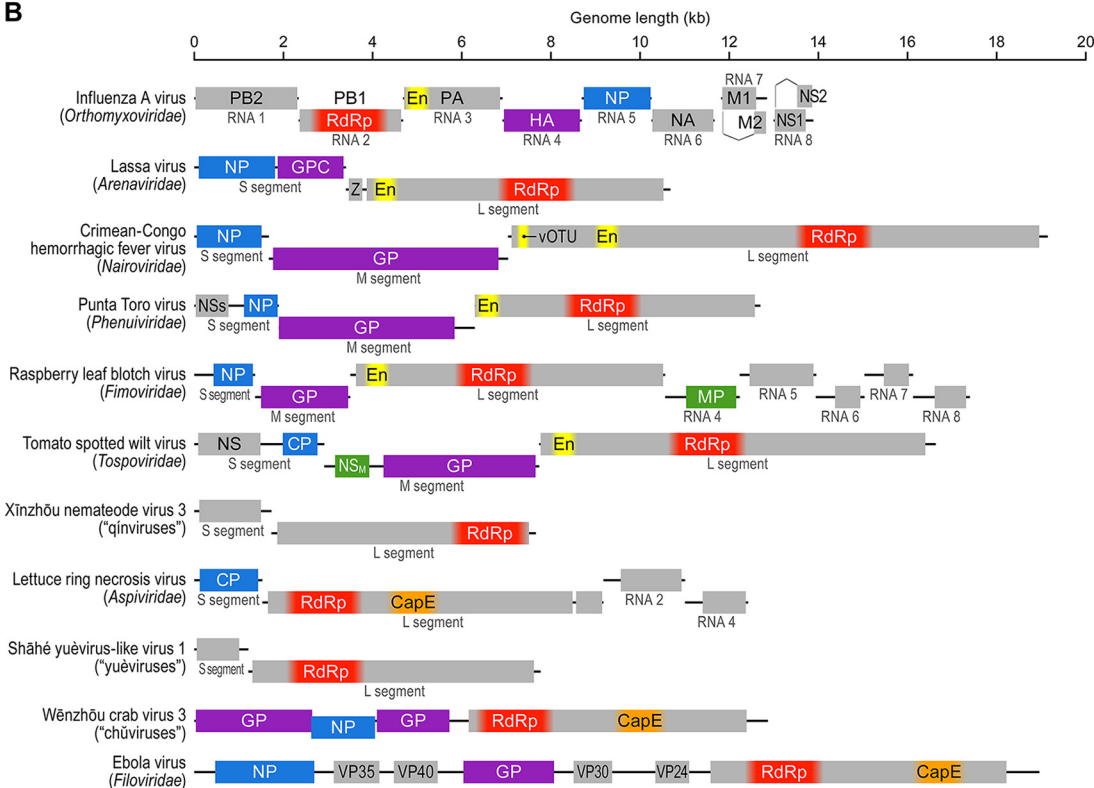 B
Genome length (kb)
0 2 4 6 8 10 12 14 16 18 20
Influenza A virus
(Orthomyxoviridae)
PB2
RNA 1
PB1
RdRp
RNA 2
En PA
RNA 3
HA
RNA 4
NP
RNA 5
NA
RNA 6
RNA 7
M1
M2
NS2
NS1
RNA 8
Lassa virus
(Arenaviridae)
NP GPC
S segment
Z En RdRp
L segment
Crimean-Congo
hemorrhagic fever virus
(Nairoviridae)
NP
S segment
GP
M segment
vOTU En RdRp
L segment
Punta Toro virus
(Phenuiviridae)
NSs NP
S segment
GP
M segment
En RdRp
L segment
Raspberry leaf blotch virus
(Fimoviridae)
NP
S segment
GP
M segment
En RdRp
L segment
MP
RNA 4
RNA 5
RNA 6
RNA 7
RNA 8
Tomato spotted wilt virus
(Tospoviridae)
NS CP
S segment
NSM GP
M segment
En RdRp
L segment
Xīnzhōu nemateode virus 3
(“qínviruses”)
S segment
RdRp
L segment
Lettuce ring necrosis virus
(Aspiviridae)
CP
S segment
RdRp CapE
L segment
RNA 2
RNA 4
Shāhé yuèvirus-like virus 1
(“yuèviruses”)
S segment
RdRp
L segment
Wēnzhōu crab virus 3
(“chǔviruses”)
GP NP GP RdRp CapE
Ebola virus
(Filoviridae)
NP VP35 VP40 GP VP30 VP24 RdRp CapE